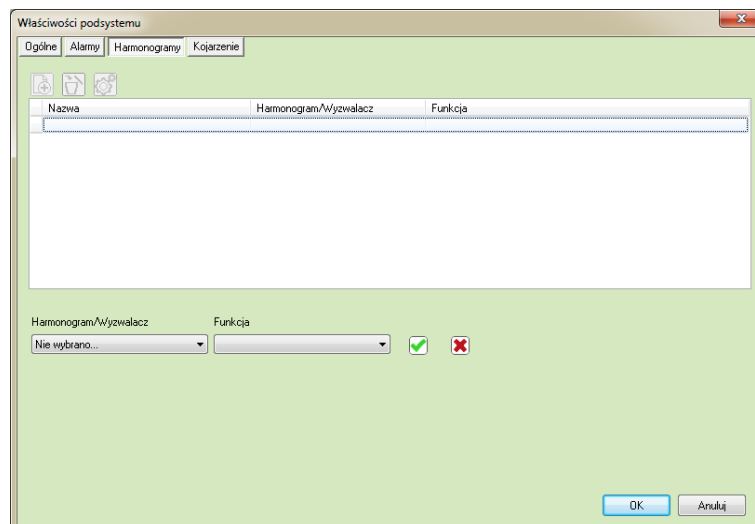 Właściwości podsystemu
Ogólne Alarmy Harmonogramy Kojarzenie
Nazwa Harmonogram/Wyzwalacz Funkcja
Harmonogram/Wyzwalacz Funkcja
Nie wybrano...
OK Anuluj